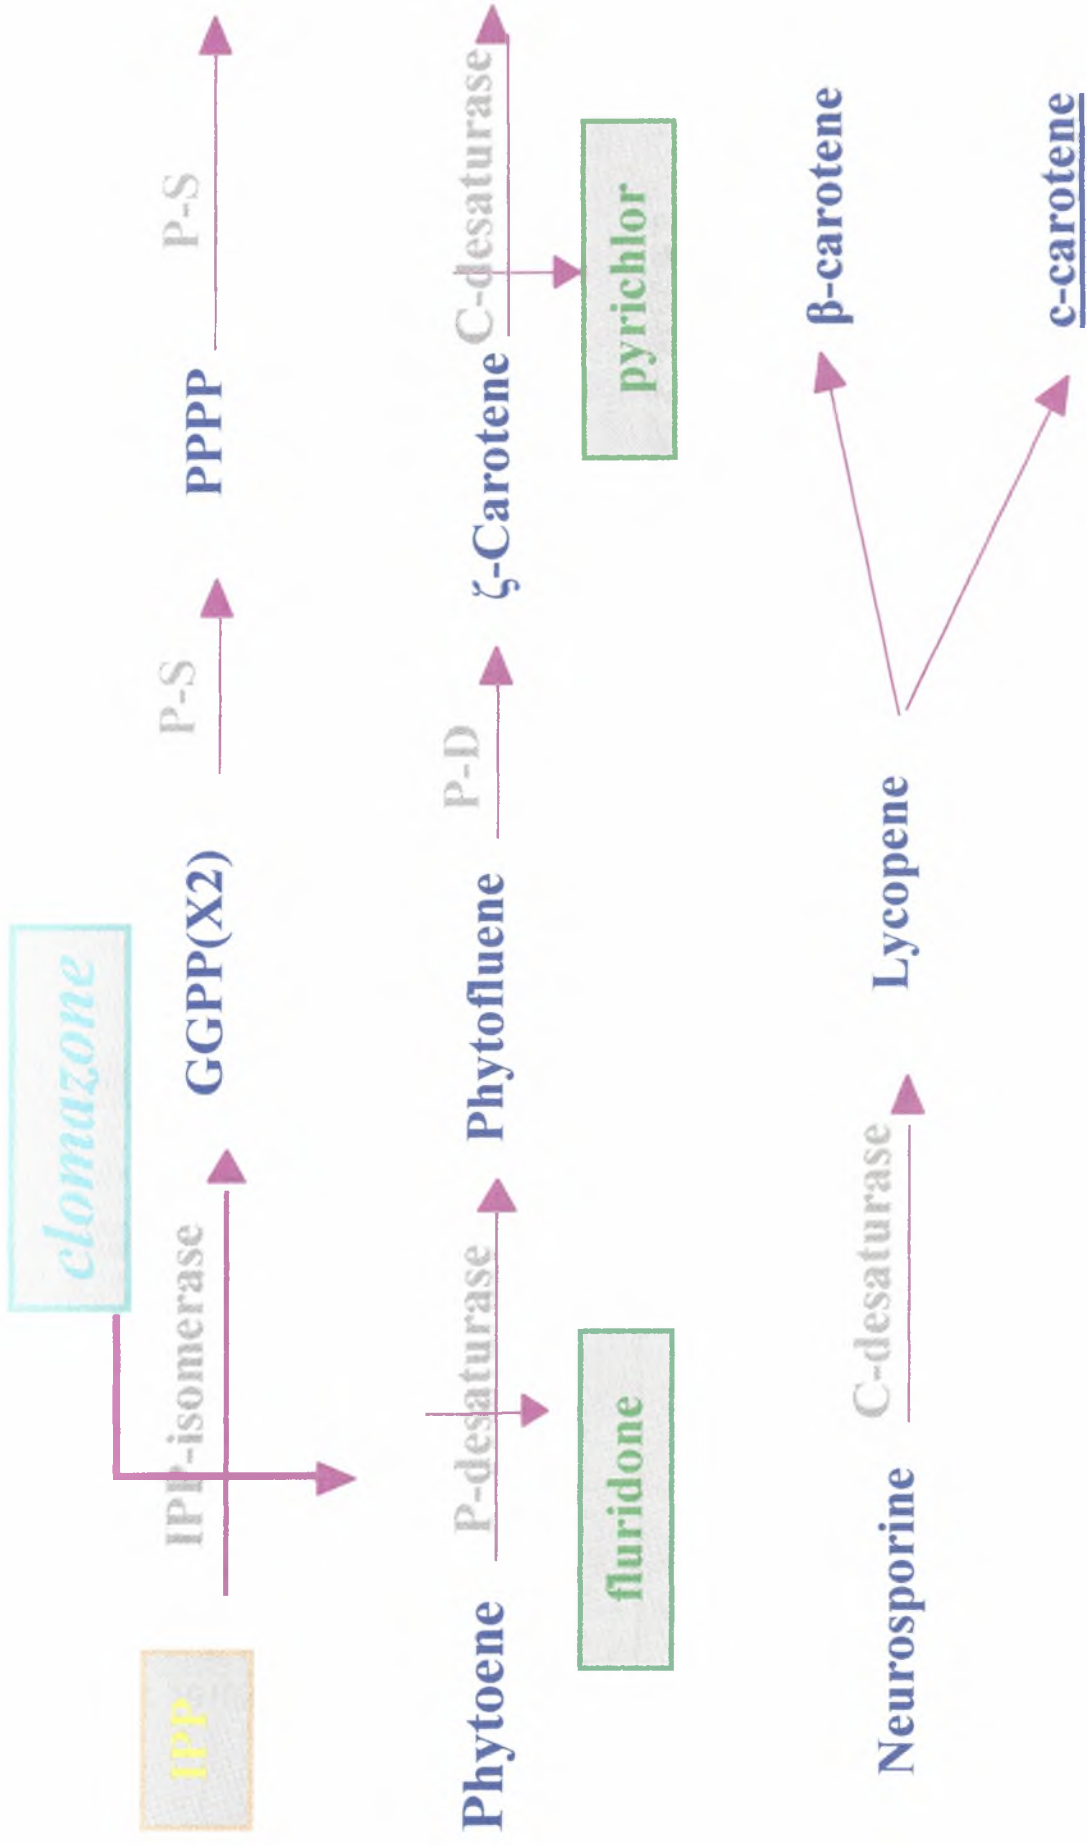 clomazone
IPP-isomerase P-S P-S
IPP GGPP(X2) PPPP
P-desaturase P-D C-desaturase
Phytoene Phytofluene ζ-Carotene
fluridone pyrichlor
β-carotene
C-desaturase
Neurosporine Lycopene
c-carotene